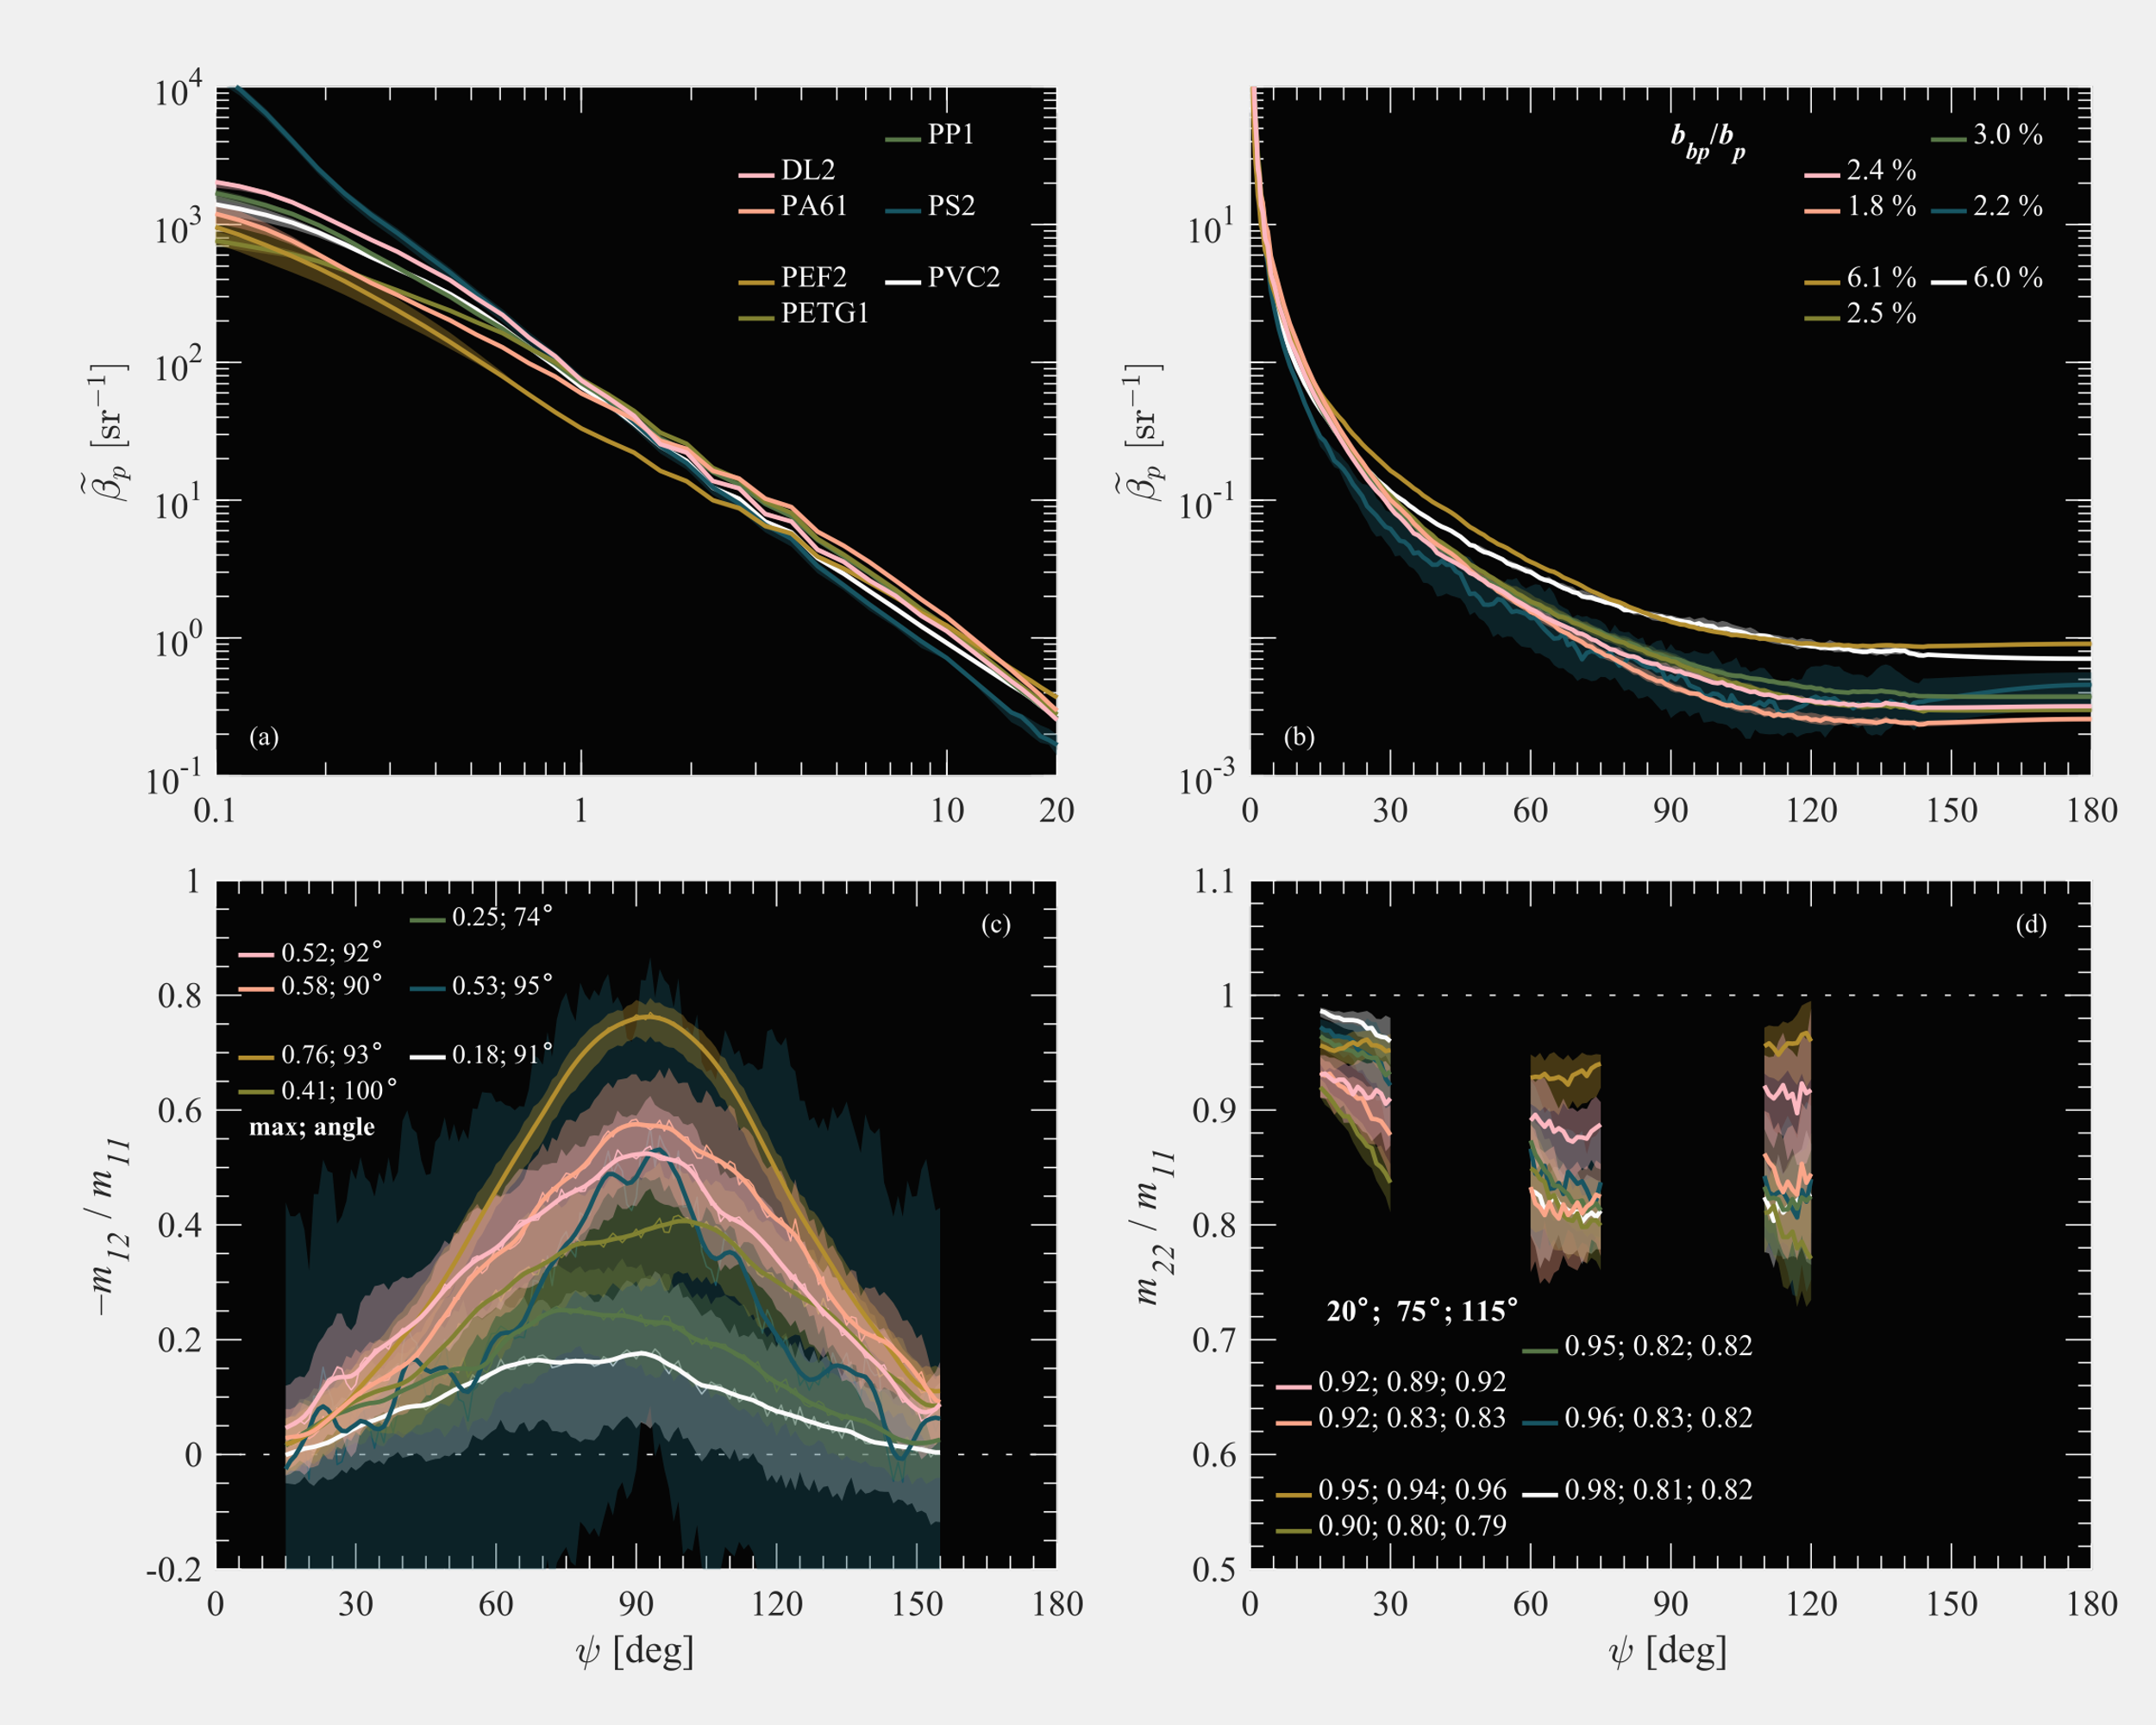 10^4
10^3
10^2
10^1
10^0
10^-1
β̃_p [sr^−1]
PP1
DL2
PA61 PS2
PEF2 PVC2
PETG1
(a)
0.1 1 10 20
10^1
10^-1
10^-3
β̃_p [sr^−1]
b_bp/b_p 3.0 %
2.4 %
1.8 % 2.2 %
6.1 % 6.0 %
2.5 %
(b)
0 30 60 90 120 150 180
1
0.8
0.6
0.4
0.2
0
-0.2
−m_12 / m_11
0.25; 74°
0.52; 92°
0.58; 90° 0.53; 95°
0.76; 93° 0.18; 91°
0.41; 100°
max; angle
(c)
0 30 60 90 120 150 180
ψ [deg]
1.1
1
0.9
0.8
0.7
0.6
0.5
m_22 / m_11
(d)
20°; 75°; 115°
0.95; 0.82; 0.82
0.92; 0.89; 0.92
0.92; 0.83; 0.83 0.96; 0.83; 0.82
0.95; 0.94; 0.96 0.98; 0.81; 0.82
0.90; 0.80; 0.79
0 30 60 90 120 150 180
ψ [deg]